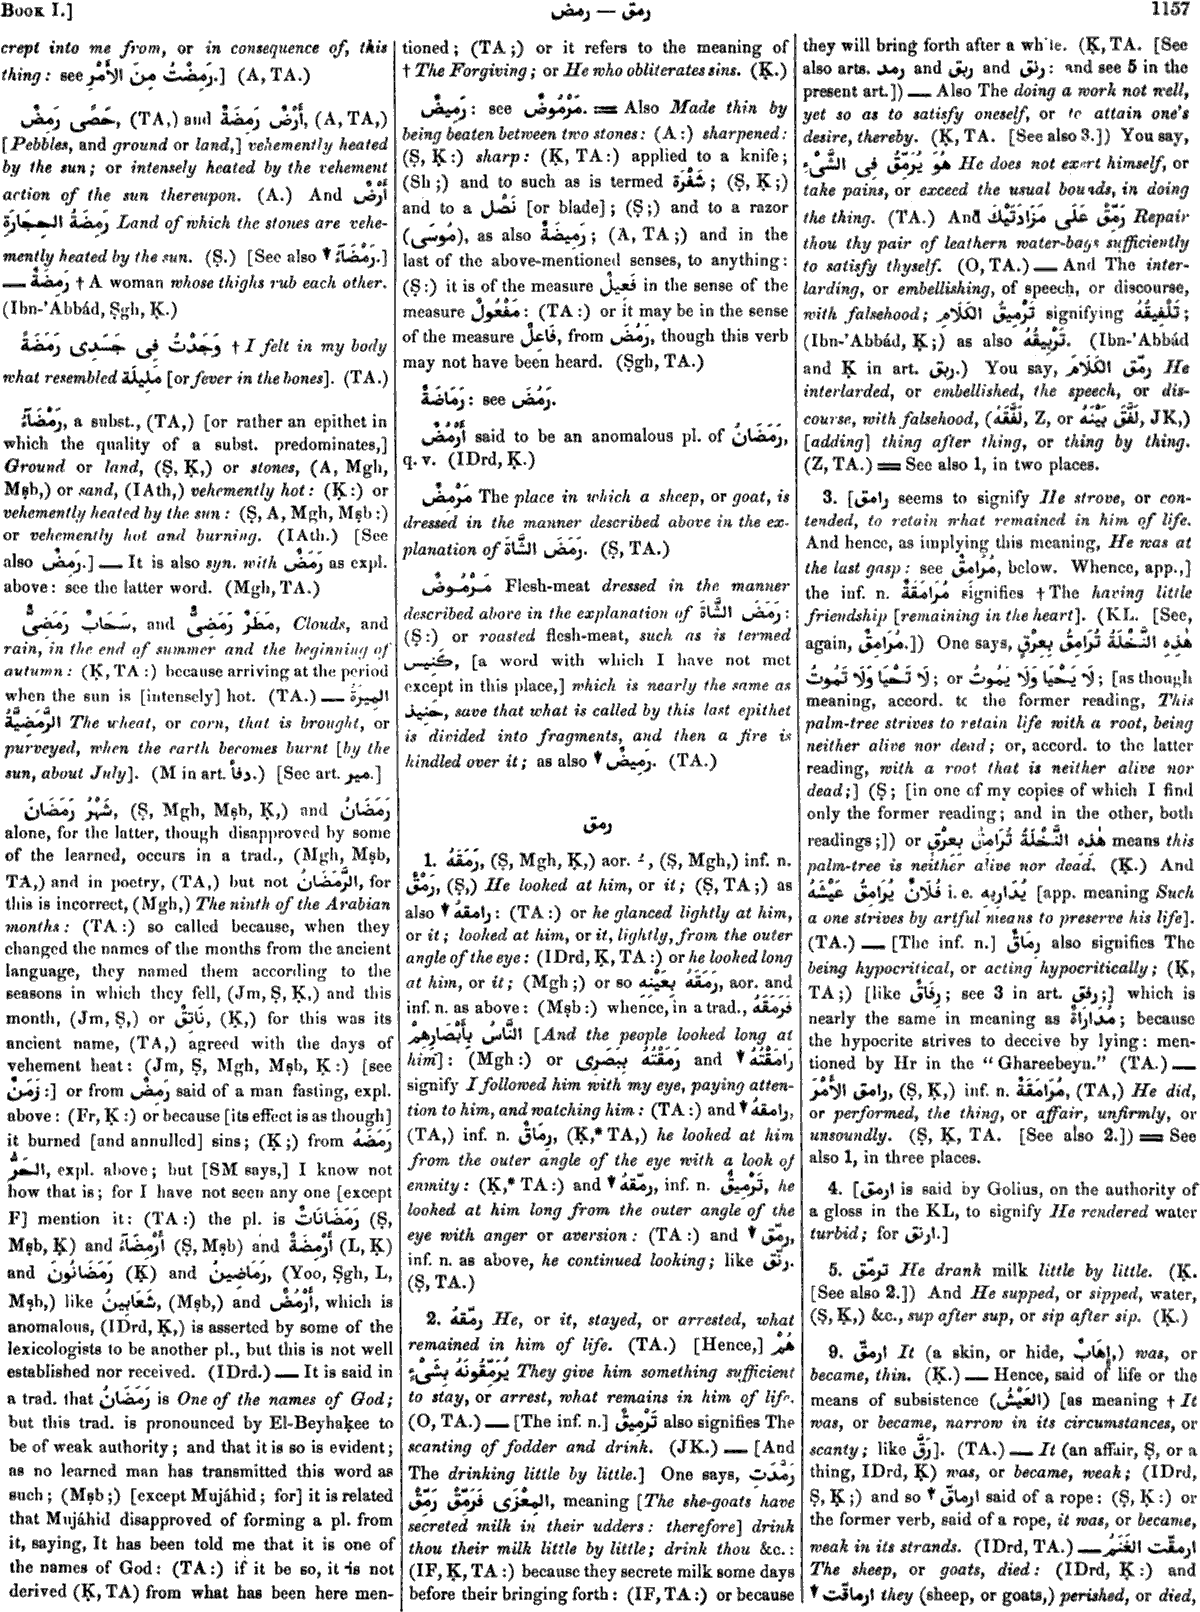 Book I.]
رمق — رمض
1157
crept into me from, or in consequence of, this
thing: see رَمِضْتُ مِنَ الأَمْرِ.] (A, TA.)
حَصًى رَمِضٌ, (TA,) and أَرْضٌ رَمِضَةٌ, (A, TA,)
[Pebbles, and ground or land,] vehemently heated
by the sun; or intensely heated by the vehement
action of the sun thereupon. (A.) And أَرْضٌ
رَمِضَةُ الحِجَارَةِ Land of which the stones are vehe-
mently heated by the sun. (Ṣ.) [See also ▼ رَمْضَآءُ.]
— رَمِضَةٌ † A woman whose thighs rub each other.
(Ibn-'Abbád, Ṣgh, Ḳ.)
وَجَدْتُ فِى جَسَدِى رَمَضَةً † I felt in my body
what resembled مَلِيلَة [or fever in the bones]. (TA.)
رَمْضَآءُ, a subst., (TA,) [or rather an epithet in
which the quality of a subst. predominates,]
Ground or land, (Ṣ, Ḳ,) or stones, (A, Mgh,
Mṣb,) or sand, (IAth,) vehemently hot: (Ḳ:) or
vehemently heated by the sun: (Ṣ, A, Mgh, Mṣb:)
or vehemently hot and burning. (IAth.) [See
also رَمِضٌ.] — It is also syn. with رَمَضٌ as expl.
above: see the latter word. (Mgh, TA.)
سَحَابٌ رَمَضِىٌّ, and مَطَرٌ رَمَضِىٌّ, Clouds, and
rain, in the end of summer and the beginning of
autumn: (Ḳ, TA:) because arriving at the period
when the sun is [intensely] hot. (TA.) — المِيرَةُ
الرَّمَضِيَّةُ The wheat, or corn, that is brought, or
purveyed, when the earth becomes burnt [by the
sun, about July]. (M in art. دفأ.) [See art. مير.]
شَهْرُ رَمَضَانَ, (Ṣ, Mgh, Mṣb, Ḳ,) and رَمَضَانُ
alone, for the latter, though disapproved by some
of the learned, occurs in a trad., (Mgh, Mṣb,
TA,) and in poetry, (TA,) but not الرَّمَضَانُ, for
this is incorrect, (Mgh,) The ninth of the Arabian
months: (TA:) so called because, when they
changed the names of the months from the ancient
language, they named them according to the
seasons in which they fell, (Jm, Ṣ, Ḳ,) and this
month, (Jm, Ṣ,) or نَاتِقٌ, (Ḳ,) for this was its
ancient name, (TA,) agreed with the days of
vehement heat: (Jm, Ṣ, Mgh, Mṣb, Ḳ:) [see
زَمَنٌ:] or from رَمِضَ said of a man fasting, expl.
above: (Fr, Ḳ:) or because [its effect is as though]
it burned [and annulled] sins; (Ḳ;) from رَمَضَهُ
الحَرُّ, expl. above; but [SM says,] I know not
how that is; for I have not seen any one [except
F] mention it: (TA:) the pl. is رَمَضَانَاتٌ (Ṣ,
Mṣb, Ḳ) and أَرْمِضَآءُ (Ṣ, Mṣb) and أَرْمِضَةٌ (L, Ḳ)
and رَمَضَانُونَ (Ḳ) and رَمَاضِينُ, (Yoo, Ṣgh, L,
Mṣb,) like شَعَابِينُ, (Mṣb,) and أَرْمُضٌ, which is
anomalous, (IDrd, Ḳ,) is asserted by some of the
lexicologists to be another pl., but this is not well
established nor received. (IDrd.) — It is said in
a trad. that رَمَضَانُ is One of the names of God;
but this trad. is pronounced by El-Beyhaḳee to
be of weak authority; and that it is so is evident;
as no learned man has transmitted this word as
such; (Mṣb;) [except Mujáhid; for] it is related
that Mujáhid disapproved of forming a pl. from
it, saying, It has been told me that it is one of
the names of God: (TA:) if it be so, it is not
derived (Ḳ, TA) from what has been here men-
tioned; (TA;) or it refers to the meaning of
† The Forgiving; or He who obliterates sins. (Ḳ.)
رَمِيضٌ: see مَرْمُوضٌ. ═ Also Made thin by
being beaten between two stones: (A:) sharpened:
(Ṣ, Ḳ:) sharp: (Ḳ, TA:) applied to a knife;
(Sh;) and to such as is termed شَفْرَة; (Ṣ, Ḳ;)
and to a نَصْل [or blade]; (Ṣ;) and to a razor
(مُوسَى), as also رَمِيضَةٌ; (A, TA;) and in the
last of the above-mentioned senses, to anything:
(Ṣ:) it is of the measure فَعِيلٌ in the sense of the
measure مَفْعُولٌ: (TA:) or it may be in the sense
of the measure فَاعِلٌ, from رَمُضَ, though this verb
may not have been heard. (Ṣgh, TA.)
رَمَاضَةٌ: see رَمُضَ.
أَرْمُضٌ said to be an anomalous pl. of رَمَضَانُ,
q. v. (IDrd, Ḳ.)
مَرْمِضٌ The place in which a sheep, or goat, is
dressed in the manner described above in the ex-
planation of رَمَضَ الشَّاةَ. (Ṣ, TA.)
مَرْمُوضٌ Flesh-meat dressed in the manner
described above in the explanation of رَمَضَ الشَّاةَ:
(Ṣ:) or roasted flesh-meat, such as is termed
كَنِيس, [a word with which I have not met
except in this place,] which is nearly the same as
حَنِيذ, save that what is called by this last epithet
is divided into fragments, and then a fire is
kindled over it; as also ▼ رَمِيضٌ. (TA.)
رمق
1. رَمَقَهُ, (Ṣ, Mgh, Ḳ,) aor. ـُ, (Ṣ, Mgh,) inf. n.
رَمْقٌ, (Ṣ,) He looked at him, or it; (Ṣ, TA;) as
also ▼ رامقهُ: (TA:) or he glanced lightly at him,
or it; looked at him, or it, lightly, from the outer
angle of the eye: (IDrd, Ḳ, TA:) or he looked long
at him, or it; (Mgh;) or so رَمَقَهُ بِعَيْنِهِ, aor. and
inf. n. as above: (Mṣb:) whence, in a trad., فَرَمَقَهُ
النَّاسُ بِأَبْصَارِهِمْ [And the people looked long at
him]: (Mgh:) or رَمَقْتُهُ بِبَصَرِى and ▼ رَامَقْتُهُ
signify I followed him with my eye, paying atten-
tion to him, and watching him: (TA:) and ▼ رامقهُ,
(TA,) inf. n. رِمَاقٌ, (Ḳ,* TA,) he looked at him
from the outer angle of the eye with a look of
enmity: (Ḳ,* TA:) and ▼ رمّقهُ, inf. n. تَرْمِيقٌ, he
looked at him long from the outer angle of the
eye with anger or aversion: (TA:) and ▼ رمّق,
inf. n. as above, he continued looking; like رنّق.
(Ṣ, TA.)
2. رمّقهُ He, or it, stayed, or arrested, what
remained in him of life. (TA.) [Hence,] هُمْ
يُرَمِّقُونَهُ بِشَىْءٍ They give him something sufficient
to stay, or arrest, what remains in him of life.
(O, TA.) — [The inf. n.] تَرْمِيقٌ also signifies The
scanting of fodder and drink. (JK.) — [And
The drinking little by little.] One says, رَمَّدَتِ
المِعْزَى فَرَمِّقْ رَمِّقْ, meaning [The she-goats have
secreted milk in their udders: therefore] drink
thou their milk little by little; drink thou &c.:
(IF, Ḳ, TA:) because they secrete milk some days
before their bringing forth: (IF, TA:) or because
they will bring forth after a while. (Ḳ, TA. [See
also arts. رمد and ربق and رنق: and see 5 in the
present art.]) — Also The doing a work not well,
yet so as to satisfy oneself, or to attain one's
desire, thereby. (Ḳ, TA. [See also 3.]) You say,
هُوَ يُرَمِّقُ فِى الشَّىْءِ He does not exert himself, or
take pains, or exceed the usual bounds, in doing
the thing. (TA.) And رَمِّقْ عَلَى مَزَادَتَيْكَ Repair
thou thy pair of leathern water-bags sufficiently
to satisfy thyself. (O, TA.) — And The inter-
larding, or embellishing, of speech, or discourse,
with falsehood; تَرْمِيقُ الكَلَامِ signifying تَلْفِيقُهُ;
(Ibn-'Abbád, Ḳ;) as also تَرْبِيقُهُ. (Ibn-'Abbád
and Ḳ in art. ربق.) You say, رمّق الكَلَامَ He
interlarded, or embellished, the speech, or dis-
course, with falsehood, (لَفَّقَهُ, Z, or لَفَّقَ بَيْنَهُ, JK,)
[adding] thing after thing, or thing by thing.
(Z, TA.) ═ See also 1, in two places.
3. [رامق seems to signify He strove, or con-
tended, to retain what remained in him of life.
And hence, as implying this meaning, He was at
the last gasp: see مُرَامِقٌ, below. Whence, app.,]
the inf. n. مُرَامَقَةٌ signifies † The having little
friendship [remaining in the heart]. (KL. [See,
again, مُرَامِقٌ.]) One says, هٰذِهِ النَّخْلَةُ تُرَامِقُ بِعِرْقٍ
لَا تَحْيَا وَلَا تَمُوتُ; or لَا يَحْيَا وَلَا يَمُوتُ; [as though
meaning, accord. to the former reading, This
palm-tree strives to retain life with a root, being
neither alive nor dead; or, accord. to the latter
reading, with a root that is neither alive nor
dead;] (Ṣ; [in one of my copies of which I find
only the former reading; and in the other, both
readings;]) or هٰذِهِ النَّخْلَةُ تُرَامِقُ بِعِرْقٍ means this
palm-tree is neither alive nor dead. (Ḳ.) And
فُلَانٌ يُرَامِقُ عَيْشَهُ i. e. يُدَارِيهِ [app. meaning Such
a one strives by artful means to preserve his life].
(TA.) — [The inf. n.] رِمَاقٌ also signifies The
being hypocritical, or acting hypocritically; (Ḳ,
TA;) [like رِفَاقٌ; see 3 in art. رفق;] which is
nearly the same in meaning as مُدَارَاةٌ; because
the hypocrite strives to deceive by lying: men-
tioned by Hr in the "Ghareebeyn." (TA.) —
رامق الأَمْرَ, (Ṣ, Ḳ,) inf. n. مُرَامَقَةٌ, (TA,) He did,
or performed, the thing, or affair, unfirmly, or
unsoundly. (Ṣ, Ḳ, TA. [See also 2.]) ═ See
also 1, in three places.
4. [ارمق is said by Golius, on the authority of
a gloss in the KL, to signify He rendered water
turbid; for ارنق.]
5. ترمّق He drank milk little by little. (Ḳ.
[See also 2.]) And He supped, or sipped, water,
(Ṣ, Ḳ,) &c., sup after sup, or sip after sip. (Ḳ.)
9. ارمقّ It (a skin, or hide, إِهَابٌ,) was, or
became, thin. (Ḳ.) — Hence, said of life or the
means of subsistence (العَيْشُ) [as meaning † It
was, or became, narrow in its circumstances, or
scanty; like رَقَّ]. (TA.) — It (an affair, Ṣ, or a
thing, IDrd, Ḳ) was, or became, weak; (IDrd,
Ṣ, Ḳ;) and so ▼ ارماقّ said of a rope: (Ṣ, Ḳ:) or
the former verb, said of a rope, it was, or became,
weak in its strands. (IDrd, TA.) — ارمقّت الغَنَمُ
The sheep, or goats, died: (IDrd, Ḳ:) and
▼ ارماقّت they (sheep, or goats,) perished, or died,